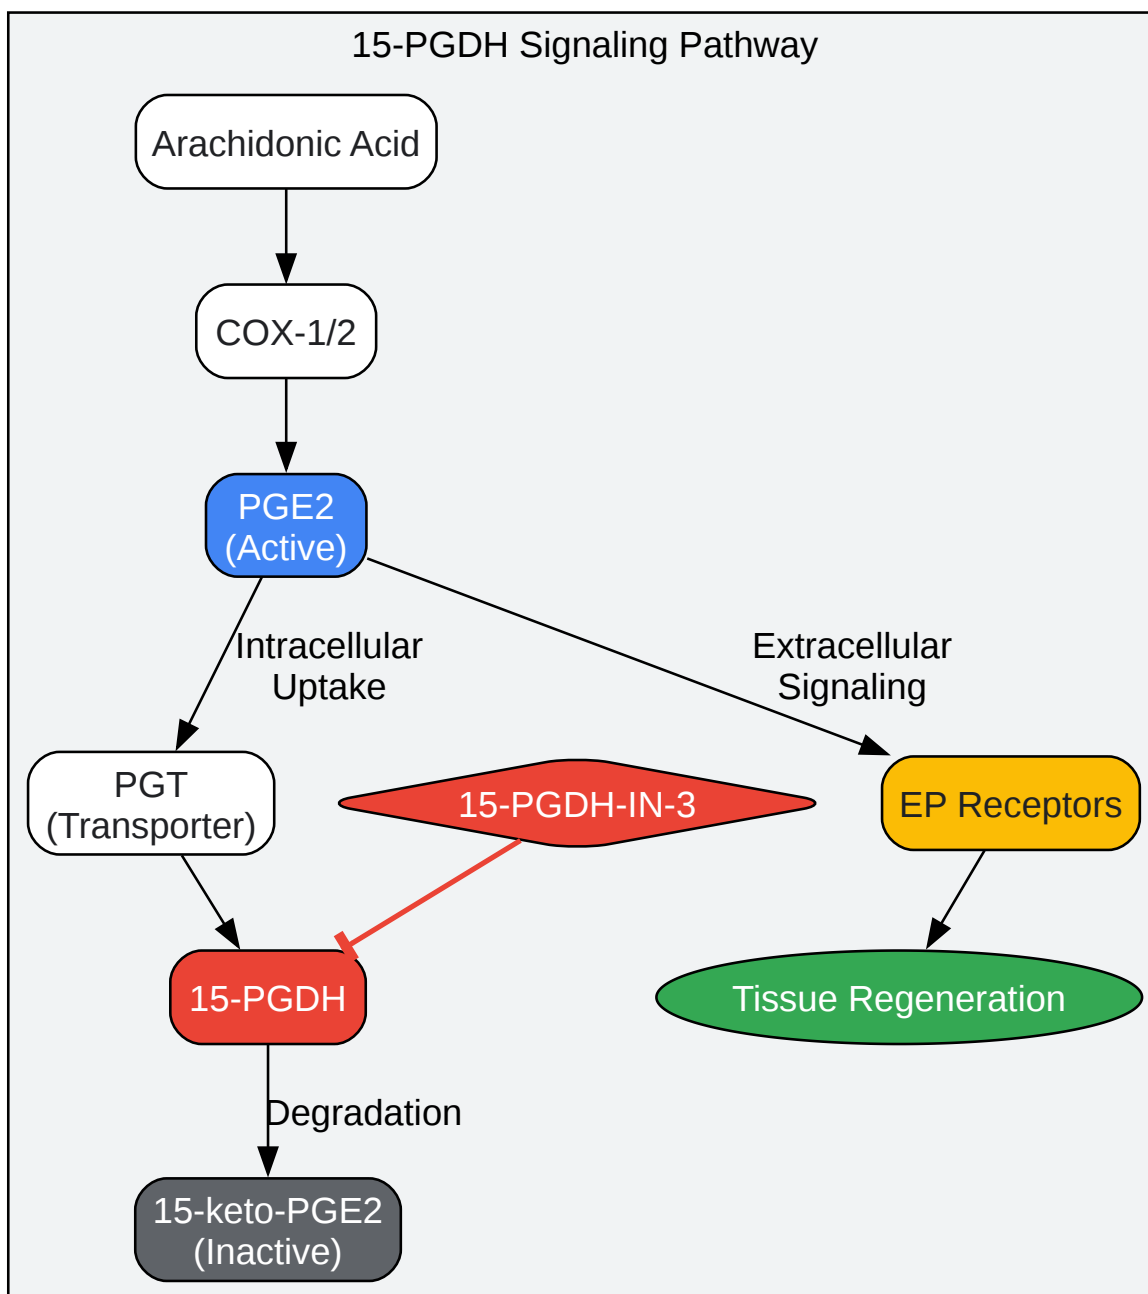 15-PGDH Signaling Pathway
Arachidonic Acid
COX-1/2
PGE2
(Active)
Intracellular
Uptake
Extracellular
Signaling
PGT
(Transporter)
15-PGDH-IN-3
EP Receptors
15-PGDH
Tissue Regeneration
Degradation
15-keto-PGE2
(Inactive)